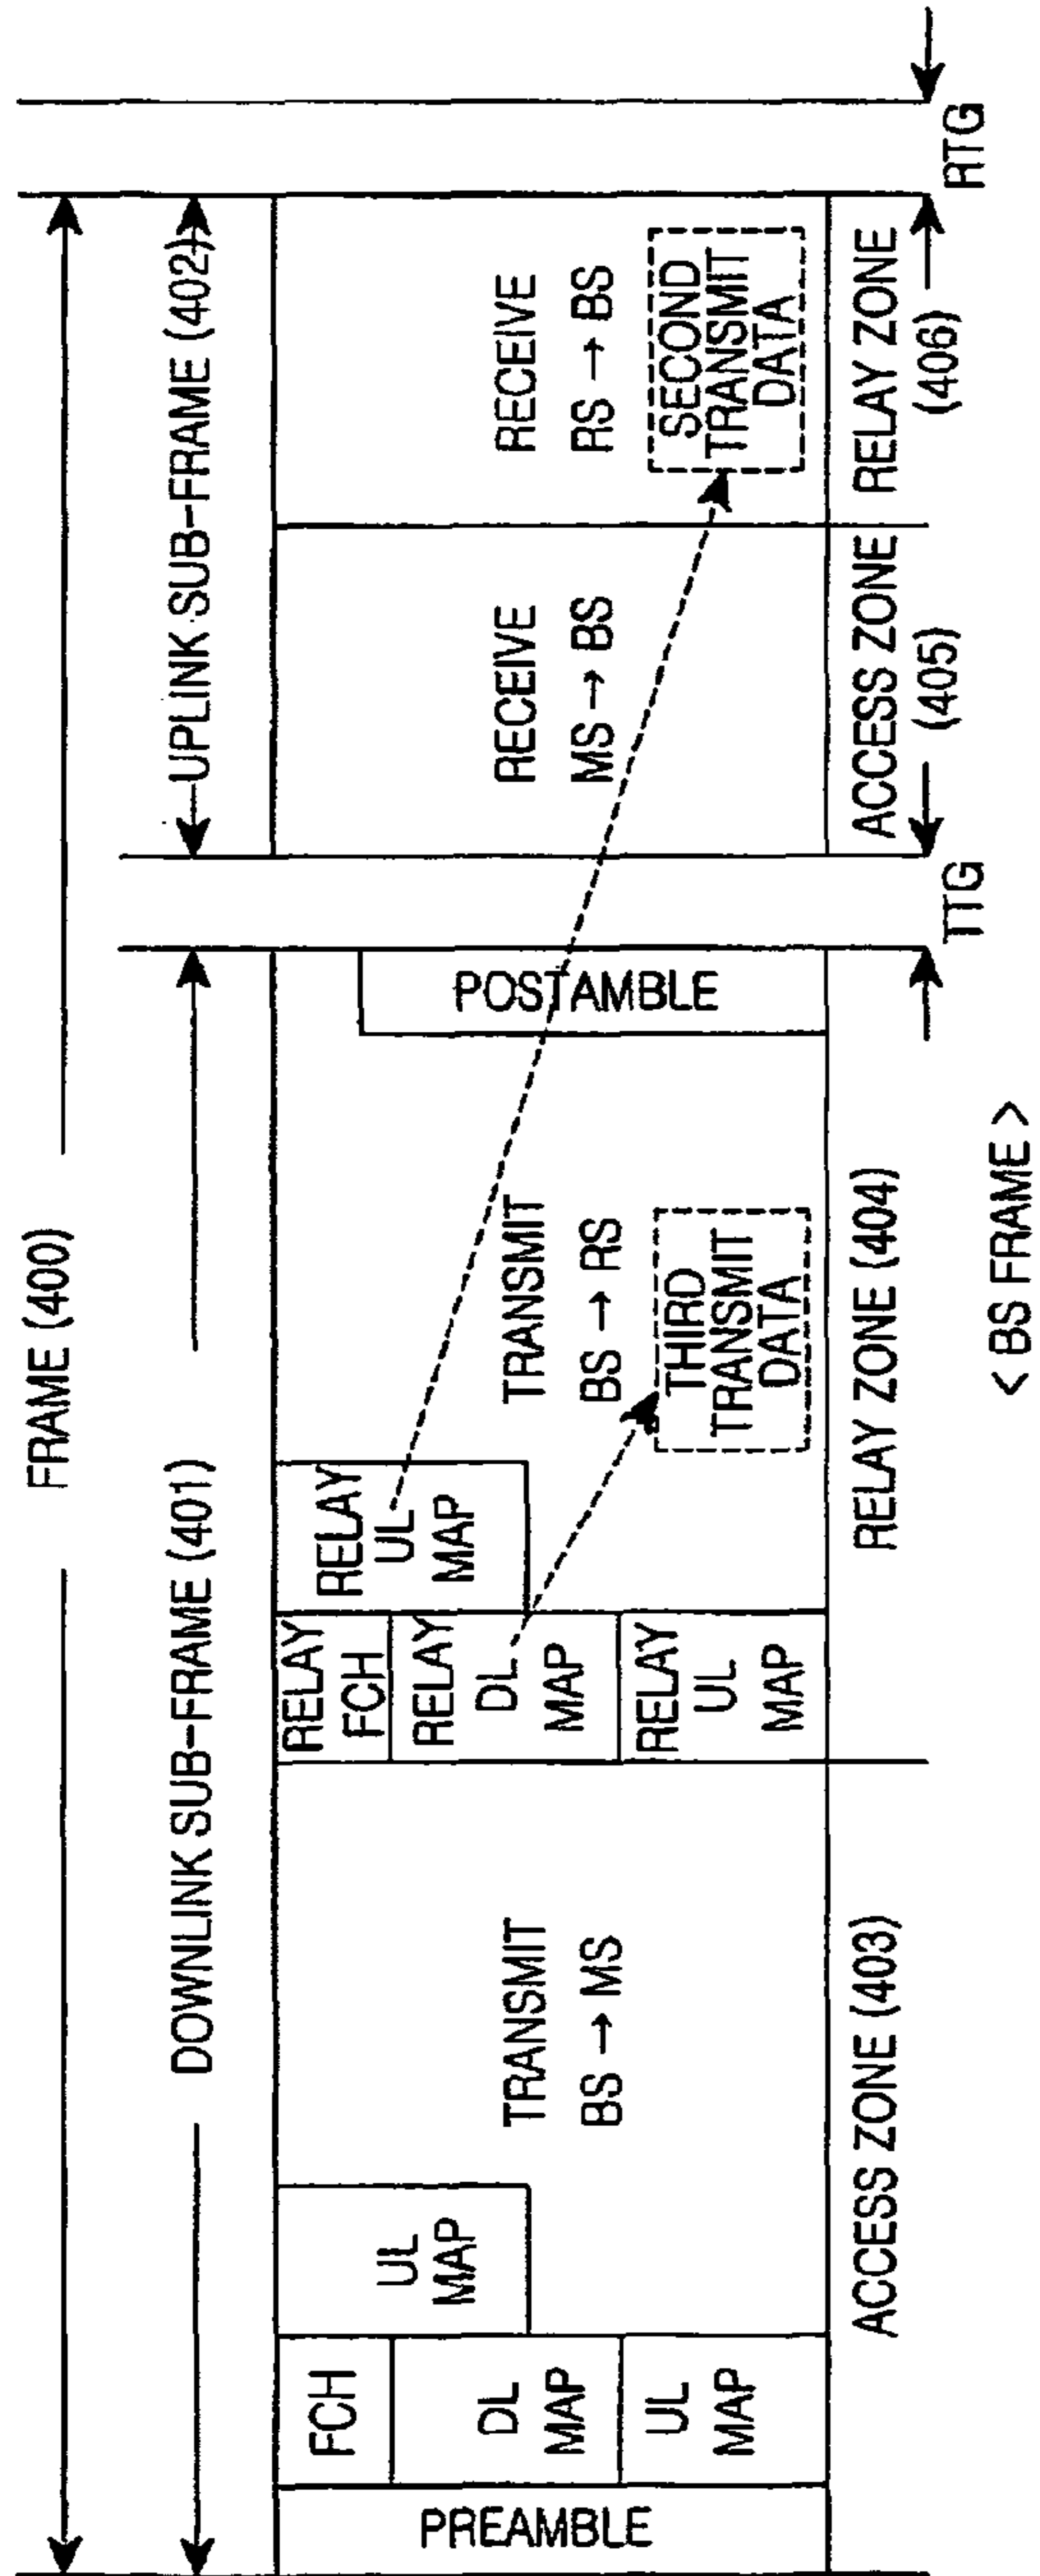 FRAME (400)
DOWNLINK SUB-FRAME (401)
UPLINK SUB-FRAME (402)
PREAMBLE
FCH
DL
MAP
UL
MAP
UL
MAP
TRANSMIT
BS → MS
RELAY
FCH
RELAY
DL
MAP
RELAY
UL
MAP
RELAY
UL
MAP
TRANSMIT
BS → RS
THIRD
TRANSMIT
DATA
POSTAMBLE
RECEIVE
MS → BS
RECEIVE
RS → BS
SECOND
TRANSMIT
DATA
ACCESS ZONE (403)
RELAY ZONE (404)
TTG
ACCESS ZONE
(405)
RELAY ZONE
(406)
RTG
< BS FRAME >